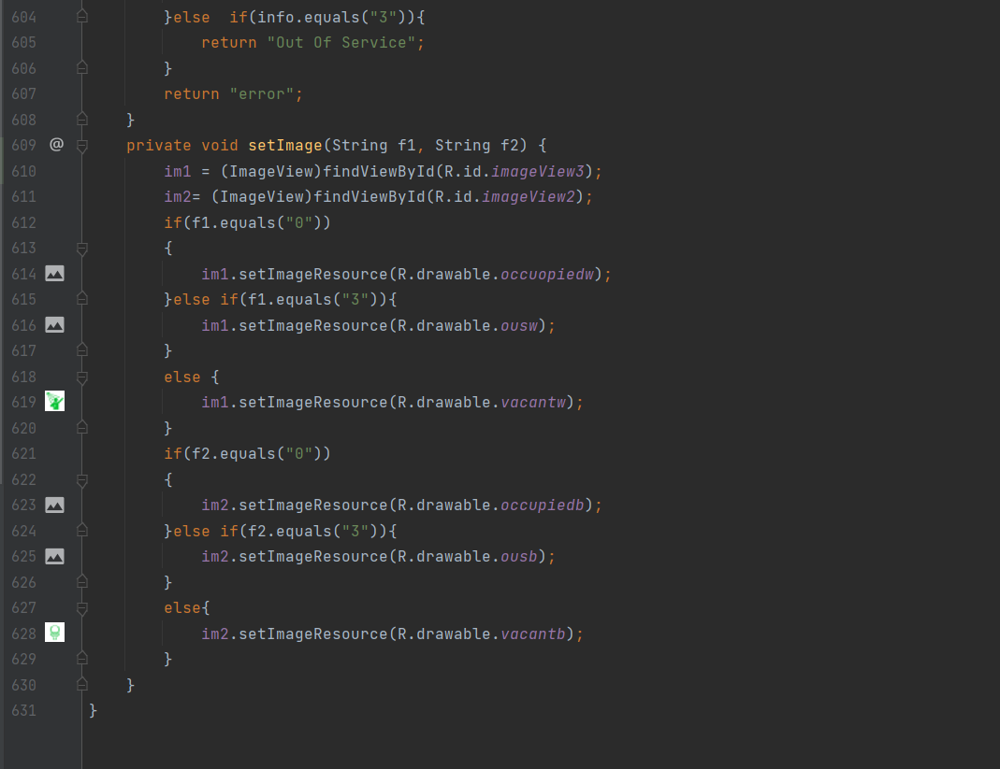 604 }else  if(info.equals("3")){
605 return "Out Of Service";
606 }
607 return "error";
608 }
609 @ private void setImage(String f1, String f2) {
610 im1 = (ImageView)findViewById(R.id.imageView3);
611 im2= (ImageView)findViewById(R.id.imageView2);
612 if(f1.equals("0"))
613 {
614 im1.setImageResource(R.drawable.occuopiedw);
615 }else if(f1.equals("3")){
616 im1.setImageResource(R.drawable.ousw);
617 }
618 else {
619 im1.setImageResource(R.drawable.vacantw);
620 }
621 if(f2.equals("0"))
622 {
623 im2.setImageResource(R.drawable.occupiedb);
624 }else if(f2.equals("3")){
625 im2.setImageResource(R.drawable.ousb);
626 }
627 else{
628 im2.setImageResource(R.drawable.vacantb);
629 }
630 }
631 }